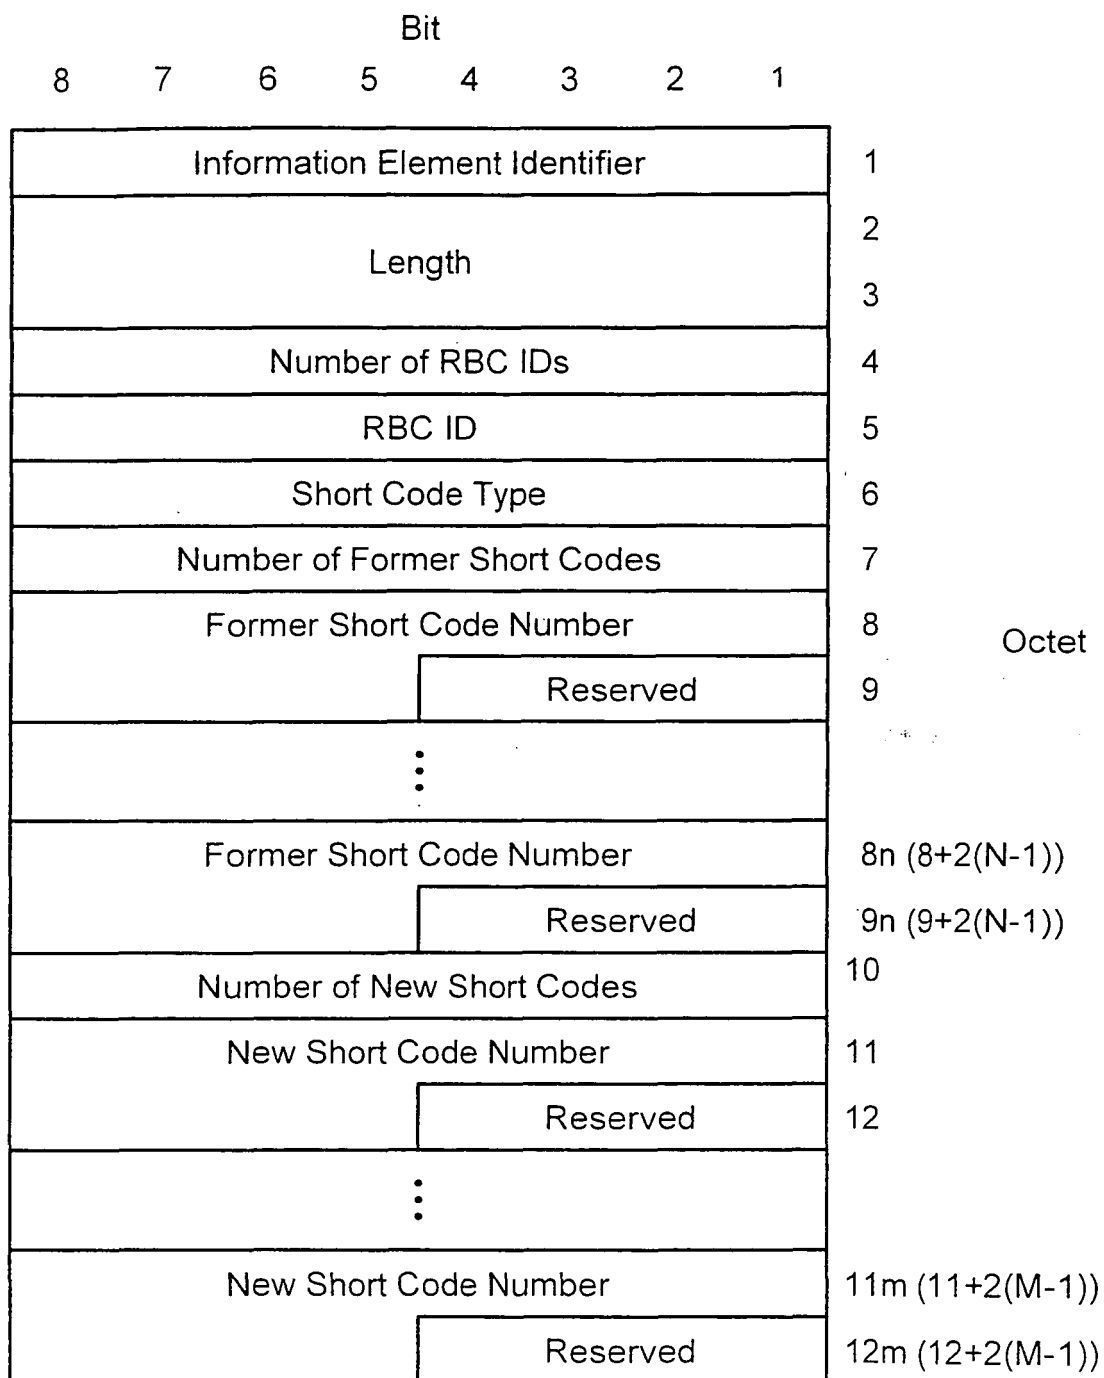 Bit
8 7 6 5 4 3 2 1
Information Element Identifier 1
2
Length
3
Number of RBC IDs 4
RBC ID 5
Short Code Type 6
Number of Former Short Codes 7
Former Short Code Number 8
Octet
Reserved 9
Former Short Code Number 8n (8+2(N-1))
Reserved 9n (9+2(N-1))
10
Number of New Short Codes
New Short Code Number 11
Reserved 12
New Short Code Number 11m (11+2(M-1))
Reserved 12m (12+2(M-1))